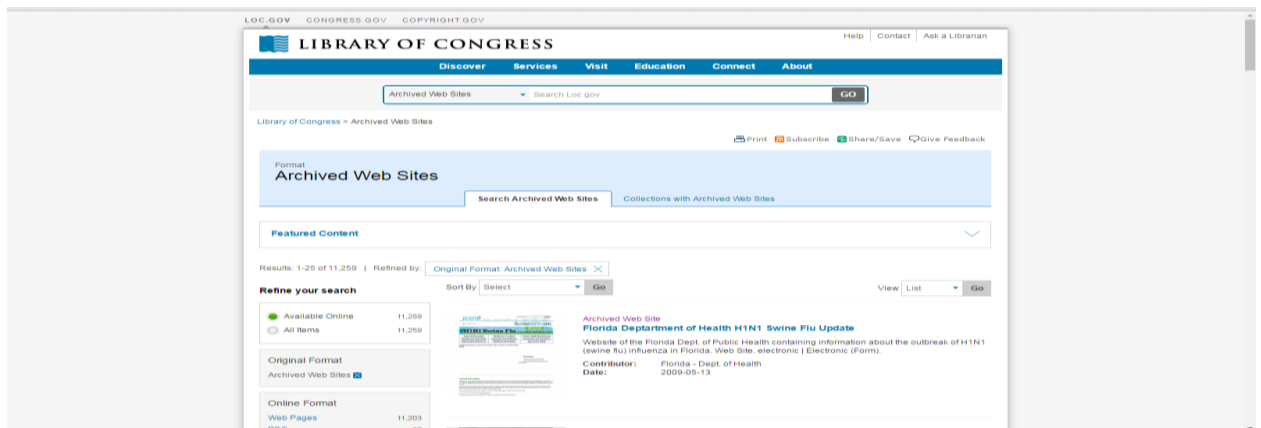 LOC.GOV CONGRESS.GOV COPYRIGHT.GOV
Help Contact Ask a Librarian
LIBRARY OF CONGRESS
Discover Services Visit Education Connect About
Archived Web Sites Search Loc.gov GO
Library of Congress > Archived Web Sites
Print Subscribe Share/Save Give Feedback
Format
Archived Web Sites
Search Archived Web Sites Collections with Archived Web Sites
Featured Content
Results: 1-25 of 11,259 | Refined by: Original Format: Archived Web Sites
Refine your search
Sort By Select Go View List Go
Available Online 11,259
All Items 11,259
Original Format
Archived Web Sites
Online Format
Web Pages 11,203
Archived Web Site
Florida Deptartment of Health H1N1 Swine Flu Update
Website of the Florida Dept. of Public Health containing information about the outbreak of H1N1
(swine flu) influenza in Florida. Web Site. electronic | Electronic (Form).
Contributor: Florida - Dept. of Health
Date: 2009-05-13